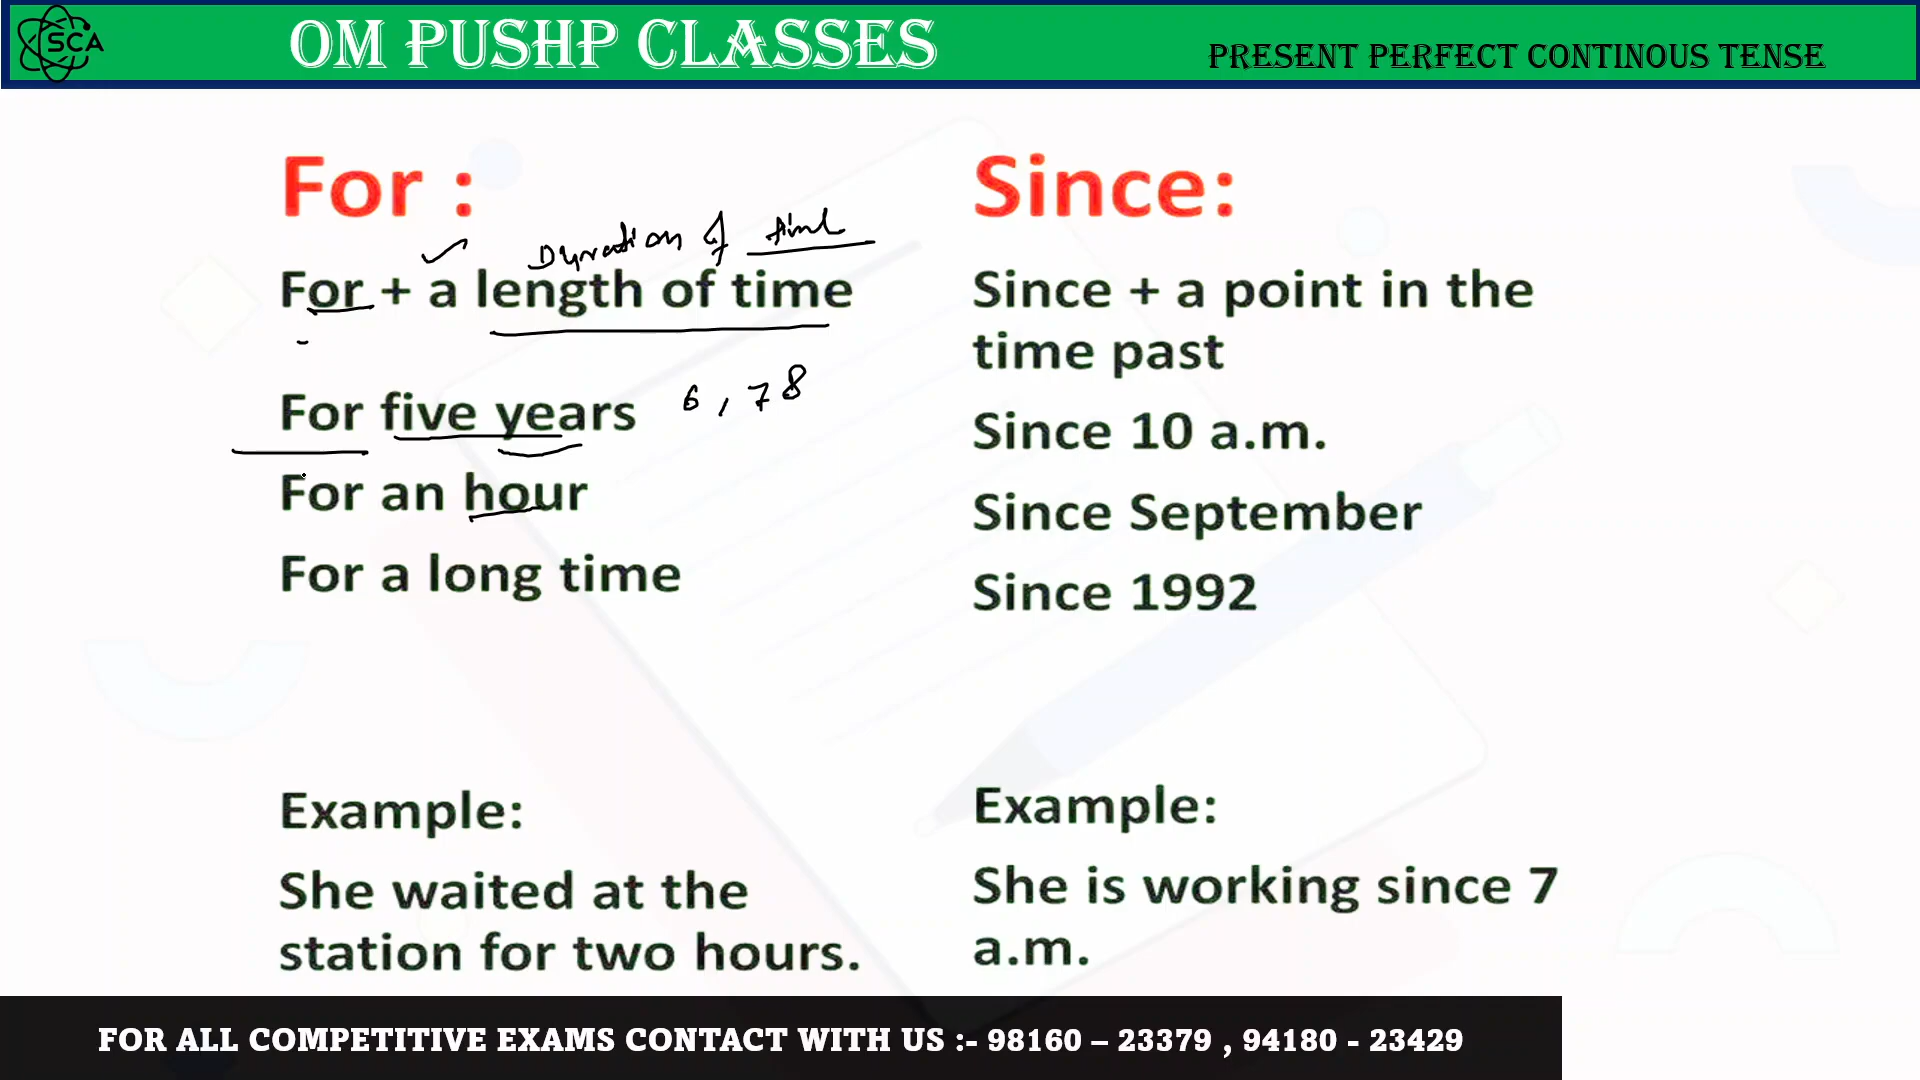 SCA
OM PUSHP CLASSES
PRESENT PERFECT CONTINOUS TENSE
For :
Duration of time
For + a length of time
For five years 6, 7 8
For an hour
For a long time
Example:
She waited at the
station for two hours.
Since:
Since + a point in the
time past
Since 10 a.m.
Since September
Since 1992
Example:
She is working since 7
a.m.
FOR ALL COMPETITIVE EXAMS CONTACT WITH US :- 98160 – 23379 , 94180 - 23429